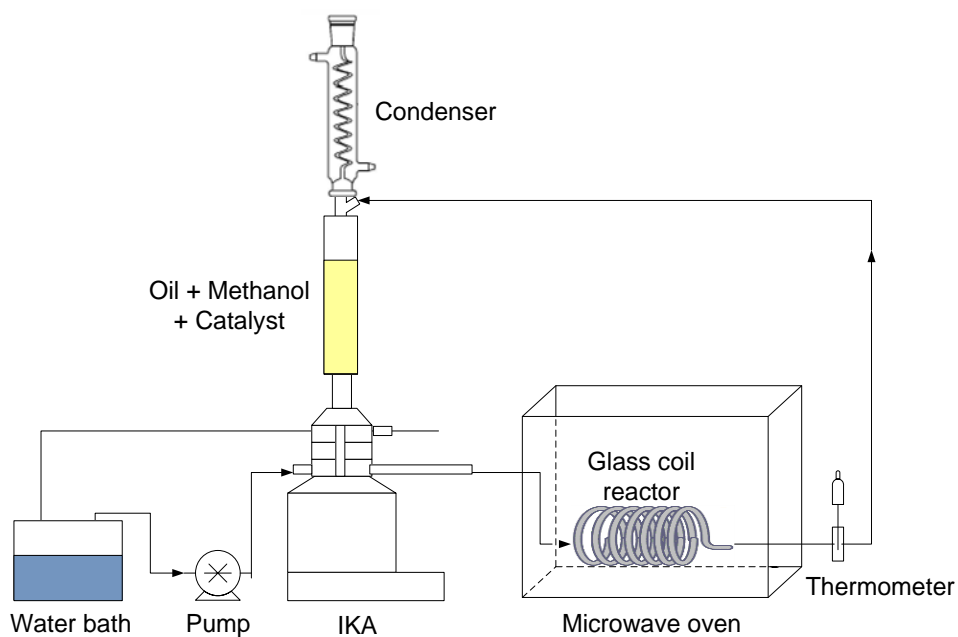 Condenser
Oil + Methanol
+ Catalyst
Glass coil
reactor
Thermometer
Water bath
Pump
IKA
Microwave oven